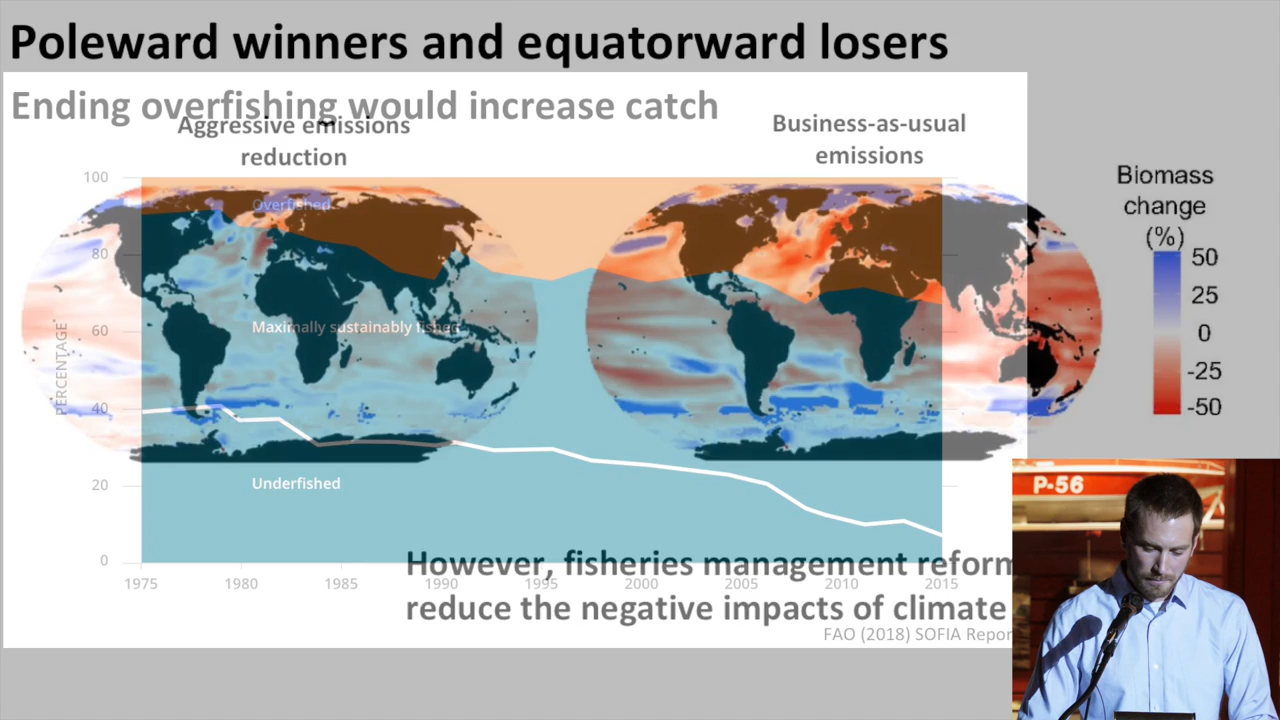 Poleward winners and equatorward losers
Ending overfishing would increase catch
Aggressive emissions
reduction
Business-as-usual
emissions
Biomass
change
(%)
50
25
0
-25
-50
100
80
60
40
20
0
PERCENTAGE
Overfished
Maximally sustainably fished
Underfished
1975
1980
1985
1990
1995
2000
2005
2010
2015
However, fisheries management reform
reduce the negative impacts of climate
FAO (2018) SOFIA Repor
P-56